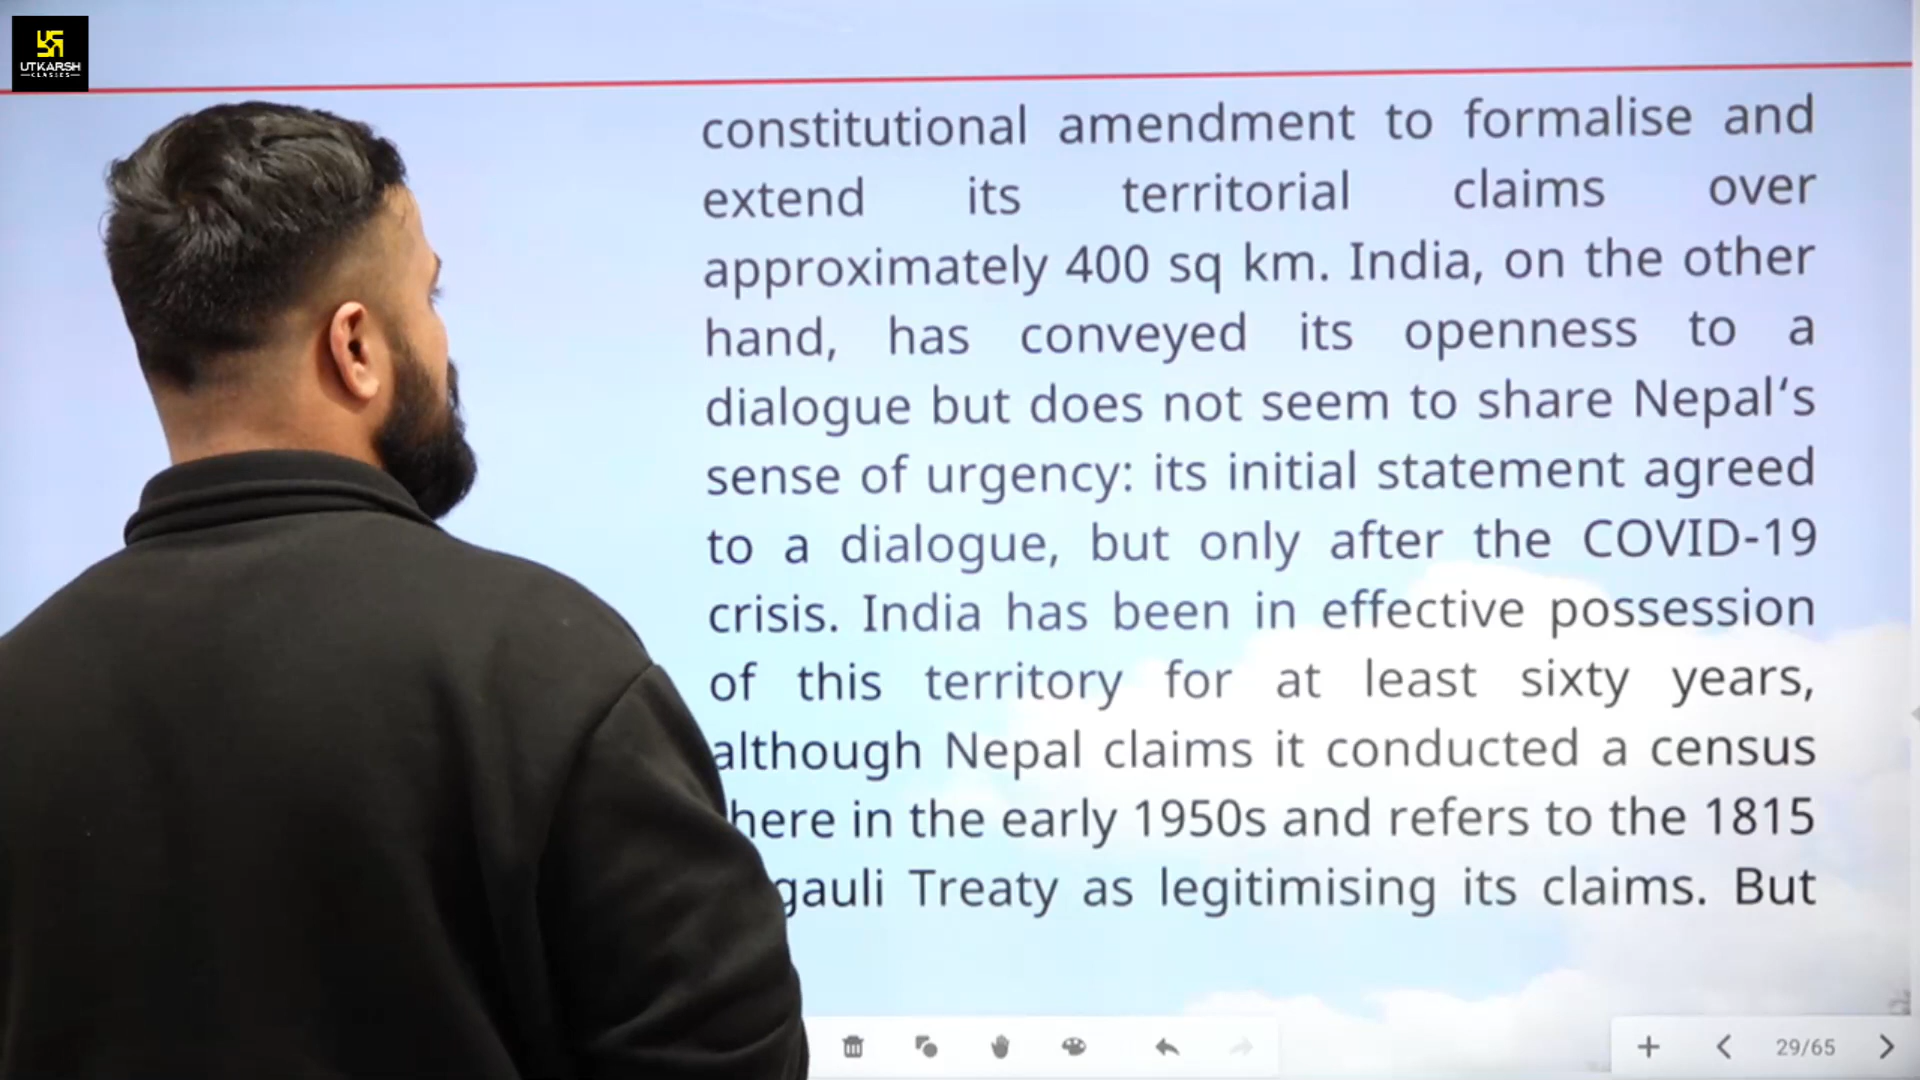 UTKARSH
CLASSES
constitutional amendment to formalise and
extend its territorial claims over
approximately 400 sq km. India, on the other
hand, has conveyed its openness to a
dialogue but does not seem to share Nepal‘s
sense of urgency: its initial statement agreed
to a dialogue, but only after the COVID-19
crisis. India has been in effective possession
of this territory for at least sixty years,
although Nepal claims it conducted a census
here in the early 1950s and refers to the 1815
gauli Treaty as legitimising its claims. But
29/65